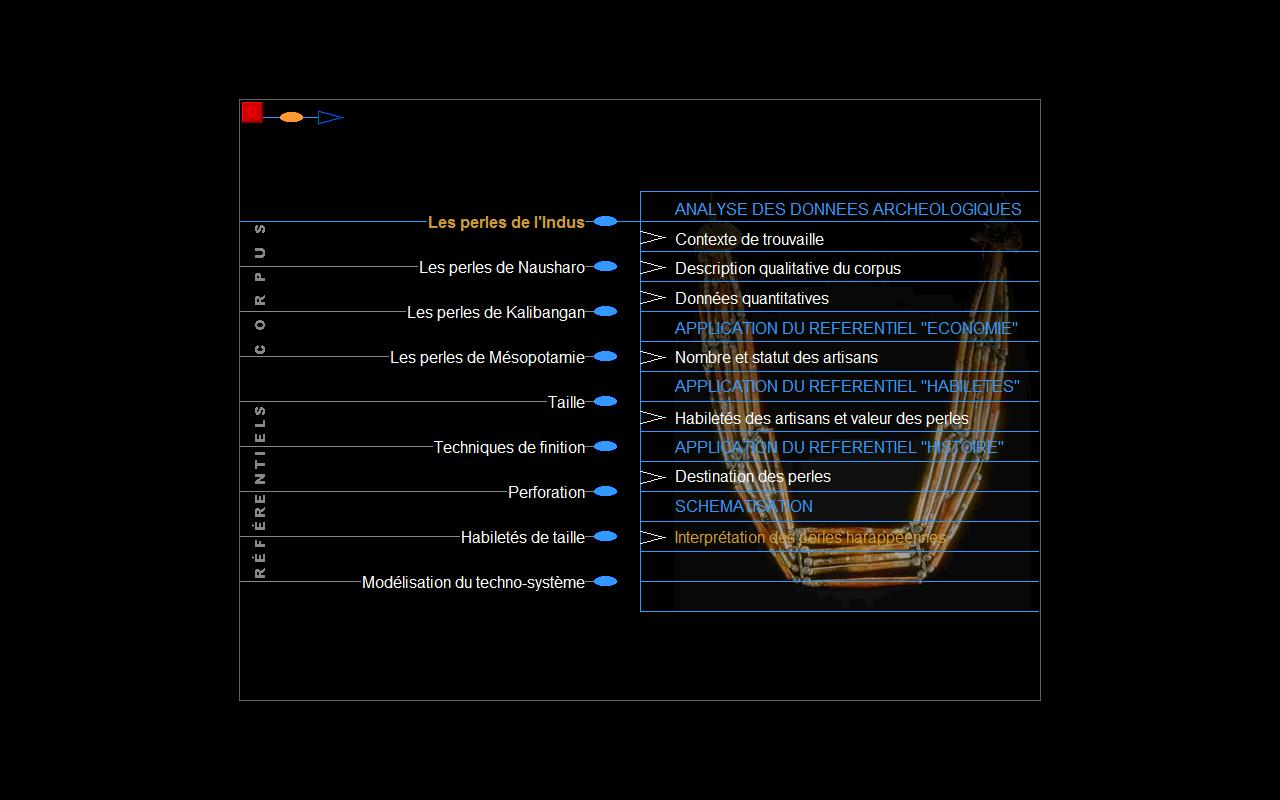 CORPUS
Les perles de l'Indus
Les perles de Nausharo
Les perles de Kalibangan
Les perles de Mésopotamie
RÉFÉRENTIELS
Taille
Techniques de finition
Perforation
Habiletés de taille
Modélisation du techno-système
ANALYSE DES DONNEES ARCHEOLOGIQUES
Contexte de trouvaille
Description qualitative du corpus
Données quantitatives
APPLICATION DU REFERENTIEL "ECONOMIE"
Nombre et statut des artisans
APPLICATION DU REFERENTIEL "HABILETES"
Habiletés des artisans et valeur des perles
APPLICATION DU REFERENTIEL "HISTOIRE"
Destination des perles
SCHEMATISATION
Interprétation des perles harappéennes